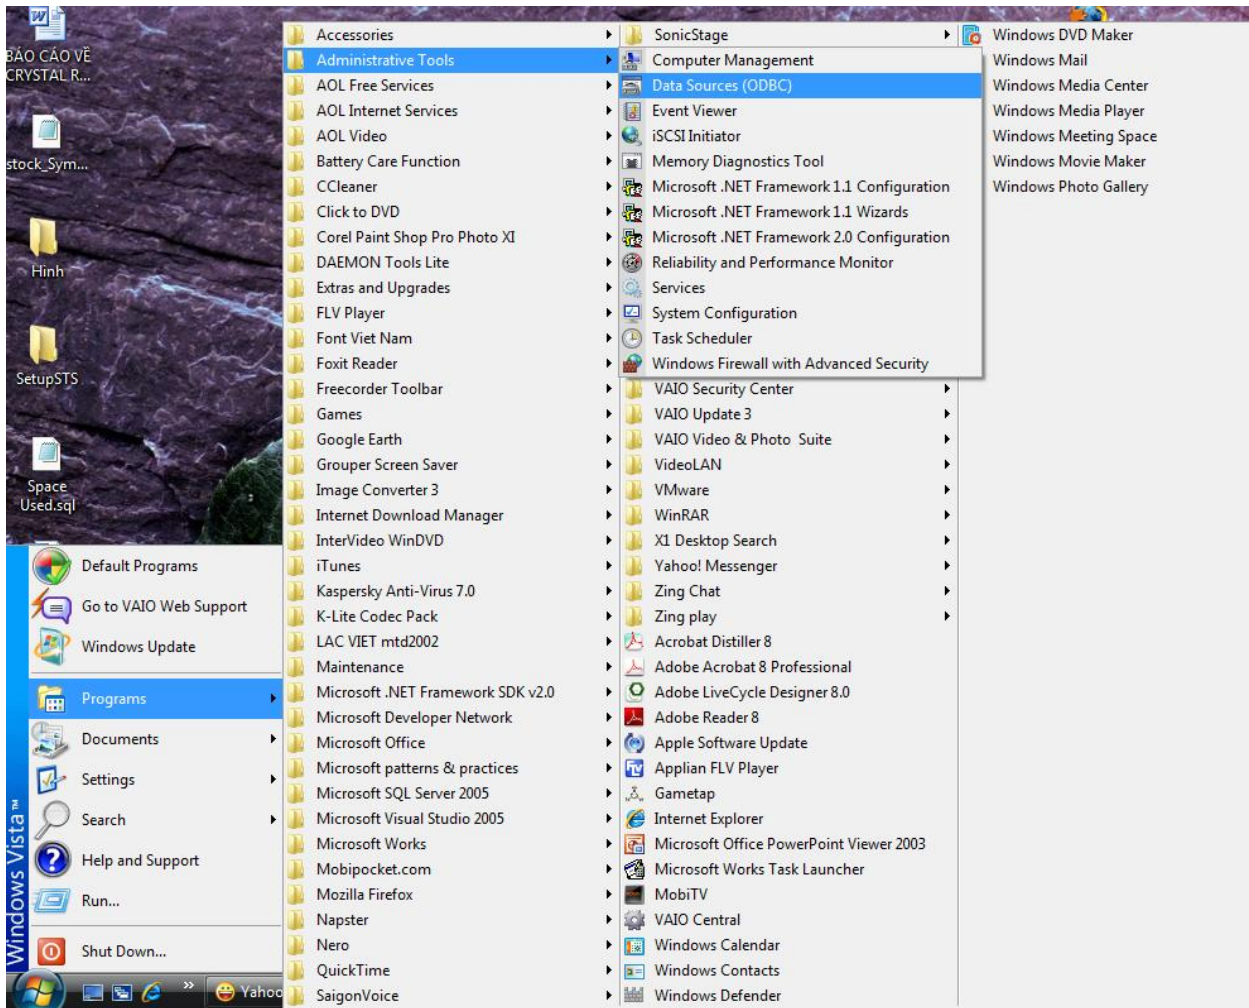 BÁO CÁO VỀ
CRYSTAL R...
stock_Sym...
Hinh
SetupSTS
Space
Used.sql
Default Programs
Go to VAIO Web Support
Windows Update
Programs
Documents
Settings
Search
Help and Support
Run...
Shut Down...
Windows Vista™
» Yahoo
Accessories
Administrative Tools
AOL Free Services
AOL Internet Services
AOL Video
Battery Care Function
CCleaner
Click to DVD
Corel Paint Shop Pro Photo XI
DAEMON Tools Lite
Extras and Upgrades
FLV Player
Font Viet Nam
Foxit Reader
Freecorder Toolbar
Games
Google Earth
Grouper Screen Saver
Image Converter 3
Internet Download Manager
InterVideo WinDVD
iTunes
Kaspersky Anti-Virus 7.0
K-Lite Codec Pack
LAC VIET mtd2002
Maintenance
Microsoft .NET Framework SDK v2.0
Microsoft Developer Network
Microsoft Office
Microsoft patterns & practices
Microsoft SQL Server 2005
Microsoft Visual Studio 2005
Microsoft Works
Mobipocket.com
Mozilla Firefox
Napster
Nero
QuickTime
SaigonVoice
SonicStage
Computer Management
Data Sources (ODBC)
Event Viewer
iSCSI Initiator
Memory Diagnostics Tool
Microsoft .NET Framework 1.1 Configuration
Microsoft .NET Framework 1.1 Wizards
Microsoft .NET Framework 2.0 Configuration
Reliability and Performance Monitor
Services
System Configuration
Task Scheduler
Windows Firewall with Advanced Security
VAIO Security Center
VAIO Update 3
VAIO Video & Photo Suite
VideoLAN
VMware
WinRAR
X1 Desktop Search
Yahoo! Messenger
Zing Chat
Zing play
Acrobat Distiller 8
Adobe Acrobat 8 Professional
Adobe LiveCycle Designer 8.0
Adobe Reader 8
Apple Software Update
Applian FLV Player
Gametap
Internet Explorer
Microsoft Office PowerPoint Viewer 2003
Microsoft Works Task Launcher
MobiTV
VAIO Central
Windows Calendar
Windows Contacts
Windows Defender
Windows DVD Maker
Windows Mail
Windows Media Center
Windows Media Player
Windows Meeting Space
Windows Movie Maker
Windows Photo Gallery